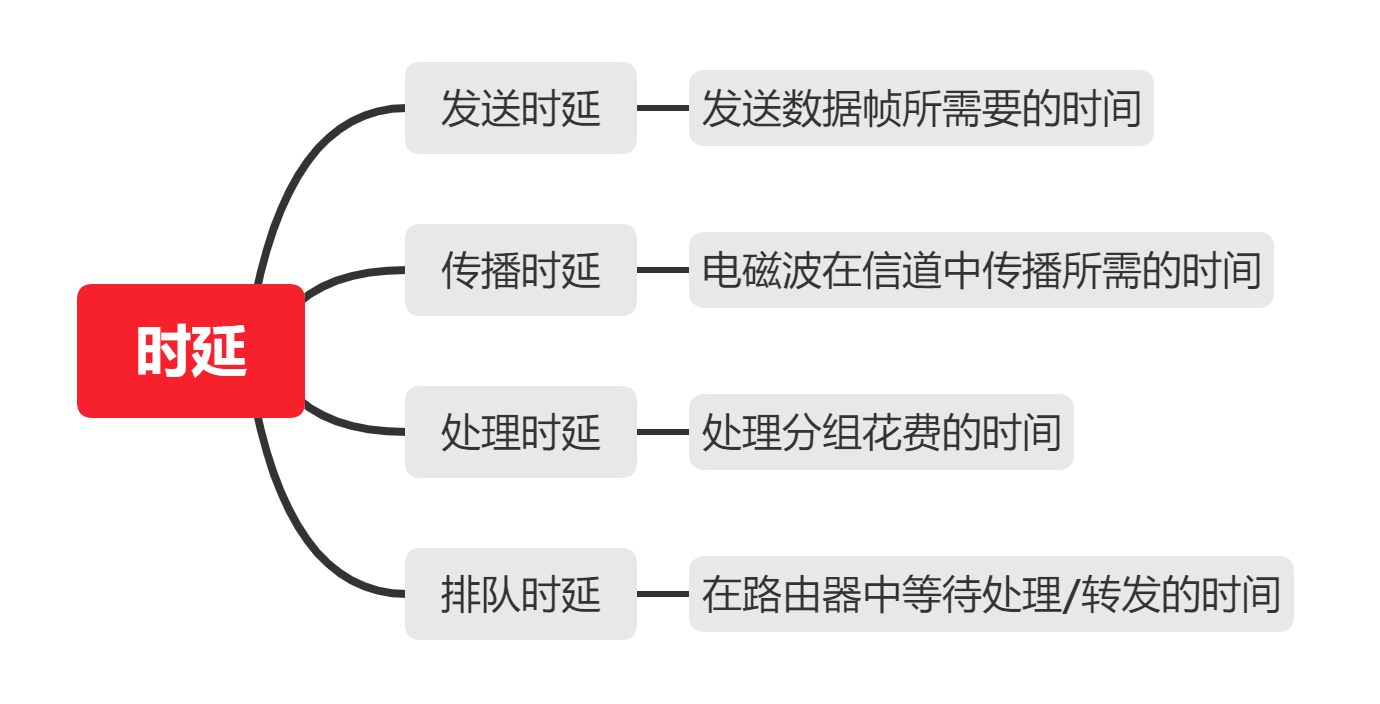 发送时延
发送数据帧所需要的时间
传播时延
电磁波在信道中传播所需的时间
时延
处理时延
处理分组花费的时间
排队时延
在路由器中等待处理/转发的时间